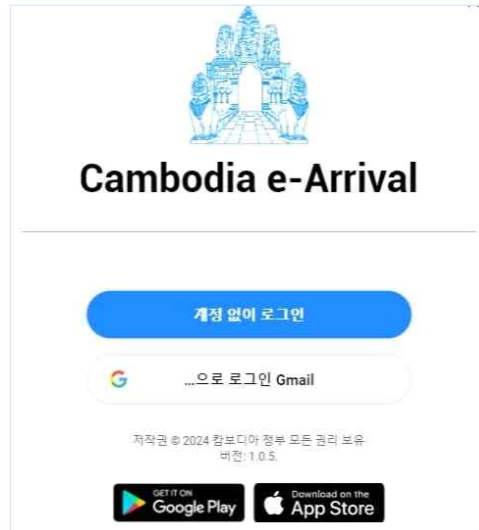 Cambodia e-Arrival
계정 없이 로그인
...으로 로그인 Gmail
저작권 © 2024 캄보디아 정부 모든 권리 보유
버전: 1.0.5.
GET IT ON
Google Play
Download on the
App Store